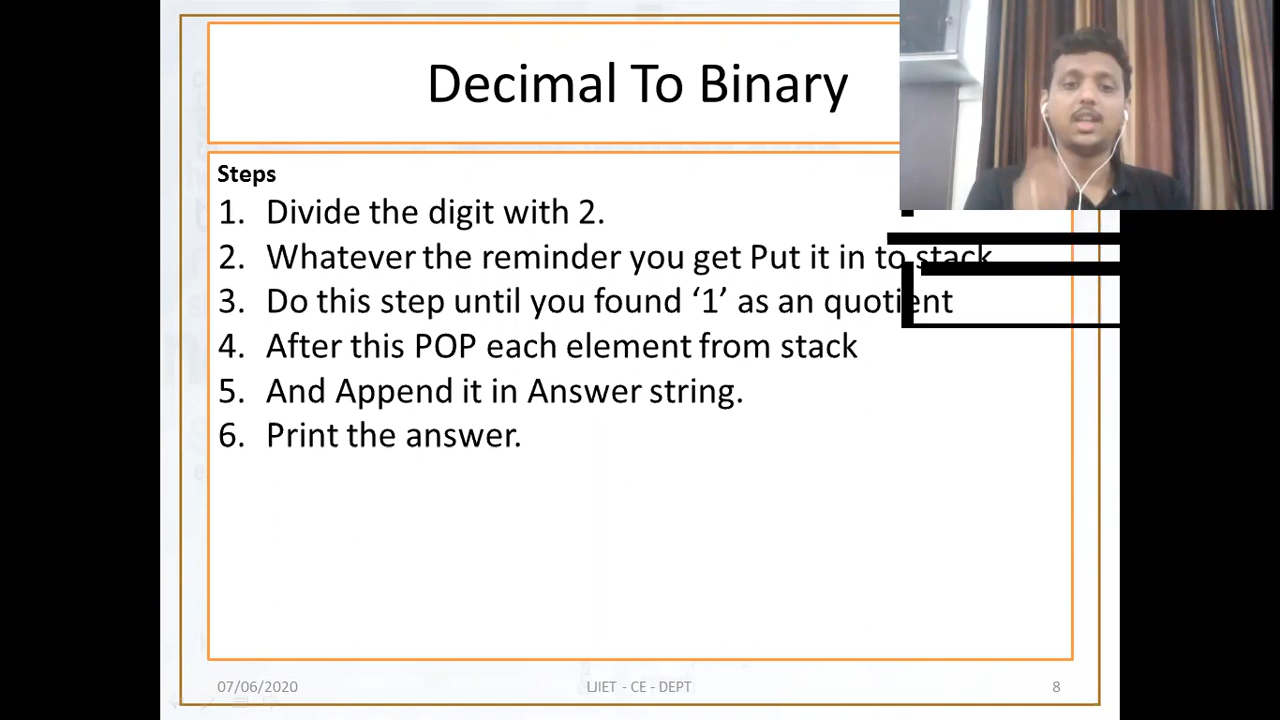 Decimal To Binary
Steps
1. Divide the digit with 2.
2. Whatever the reminder you get Put it in to stack
3. Do this step until you found ‘1’ as an quotient
4. After this POP each element from stack
5. And Append it in Answer string.
6. Print the answer.
07/06/2020
LJIET - CE - DEPT
8